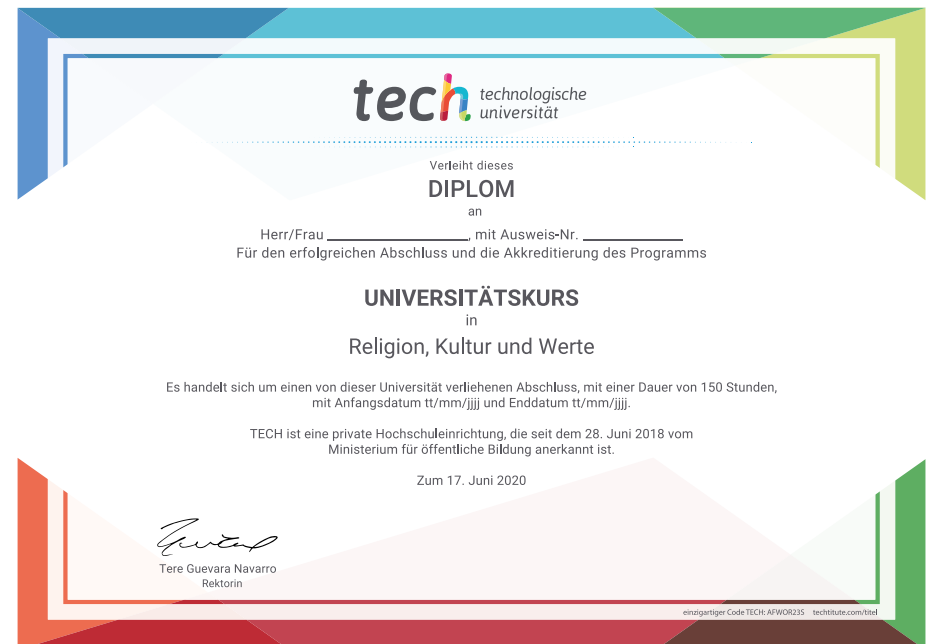 tech technologische
universität
Verleiht dieses
DIPLOM
an
Herr/Frau ____________________, mit Ausweis-Nr. ______________
Für den erfolgreichen Abschluss und die Akkreditierung des Programms
UNIVERSITÄTSKURS
in
Religion, Kultur und Werte
Es handelt sich um einen von dieser Universität verliehenen Abschluss, mit einer Dauer von 150 Stunden,
mit Anfangsdatum tt/mm/jjjj und Enddatum tt/mm/jjjj.
TECH ist eine private Hochschuleinrichtung, die seit dem 28. Juni 2018 vom
Ministerium für öffentliche Bildung anerkannt ist.
Zum 17. Juni 2020
Tere Guevara Navarro
Rektorin
einzigartiger Code TECH: AFWOR23S techtitute.com/titel